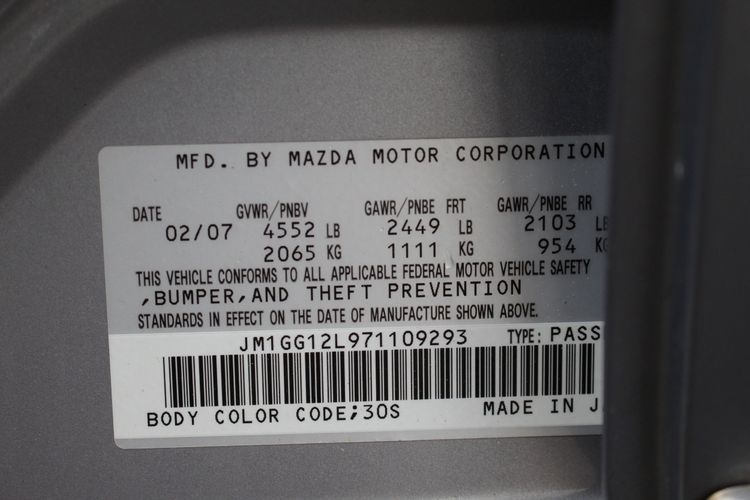 MFD. BY MAZDA MOTOR CORPORATION
DATE GVWR/PNBV GAWR/PNBE FRT GAWR/PNBE RR
02/07 4552 LB 2449 LB 2103 LB
2065 KG 1111 KG 954 KG
THIS VEHICLE CONFORMS TO ALL APPLICABLE FEDERAL MOTOR VEHICLE SAFETY
,BUMPER,AND THEFT PREVENTION
STANDARDS IN EFFECT ON THE DATE OF MANUFACTURE SHOWN ABOVE.
JM1GG12L971109293 TYPE: PASS
BODY COLOR CODE;30S MADE IN J